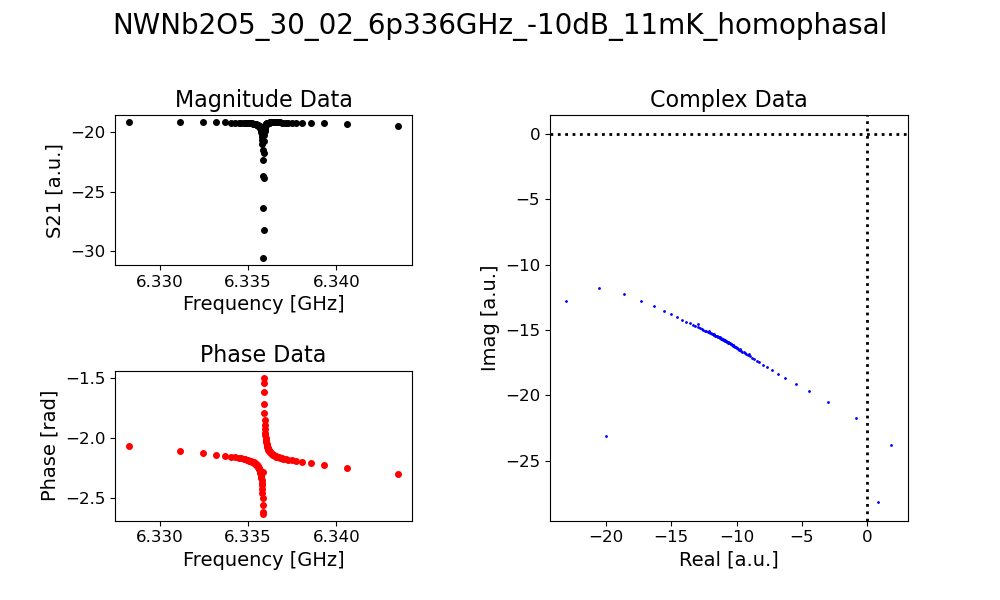 NWNb2O5_30_02_6p336GHz_-10dB_11mK_homophasal
Magnitude Data
S21 [a.u.]
−20
−25
−30
6.330 6.335 6.340
Frequency [GHz]
Phase Data
Phase [rad]
−1.5
−2.0
−2.5
6.330 6.335 6.340
Frequency [GHz]
Complex Data
Imag [a.u.]
0
−5
−10
−15
−20
−25
−20 −15 −10 −5 0
Real [a.u.]